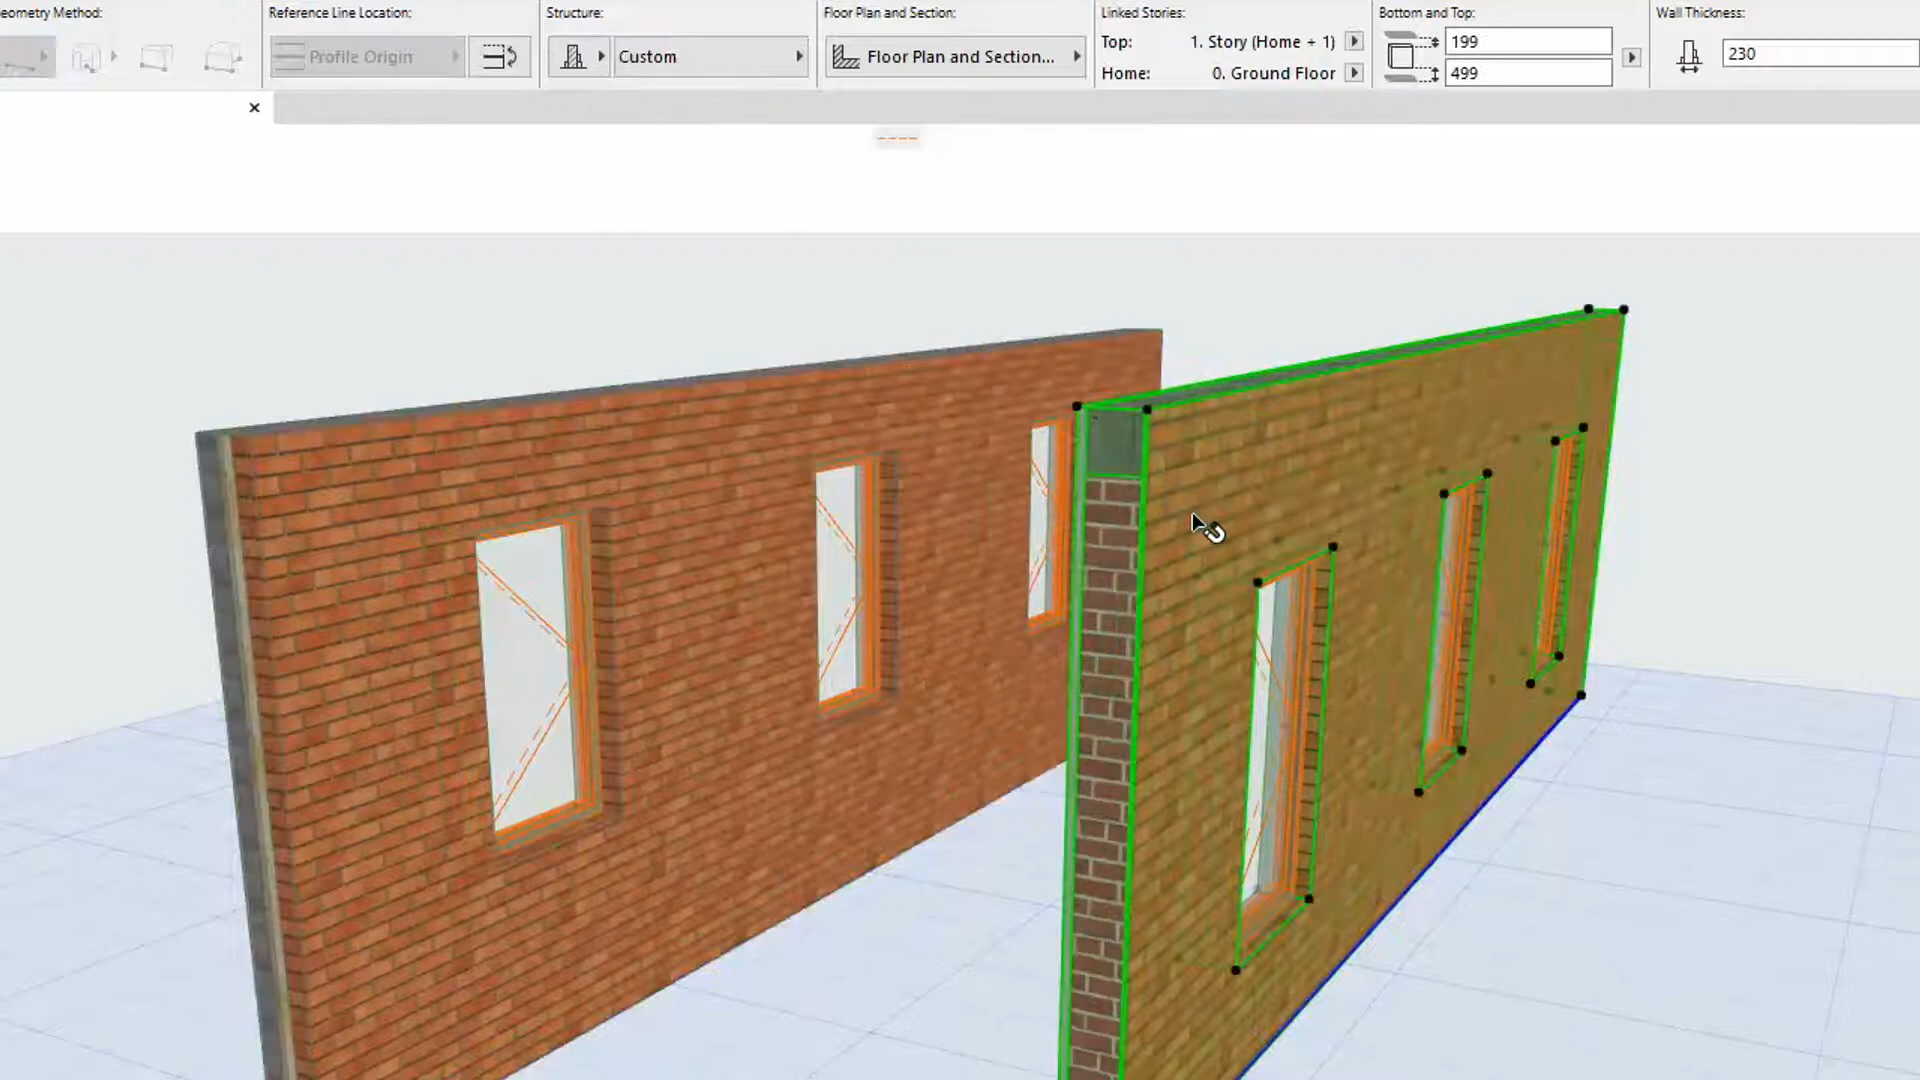 eometry Method:
Reference Line Location:
Profile Origin
Structure:
Custom
Floor Plan and Section:
Floor Plan and Section...
Linked Stories:
Top: 1. Story (Home + 1)
Home: 0. Ground Floor
Bottom and Top:
199
499
Wall Thickness:
230